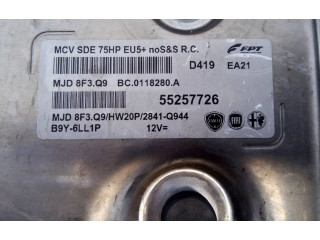 MCV SDE 75HP EU5+ noS&S R.C.
FPT
D419 EA21
MJD 8F3.Q9 BC.0118280.A
55257726
MJD 8F3.Q9/HW20P/2841-Q944
B9Y-6LL1P 12V=
FIAT